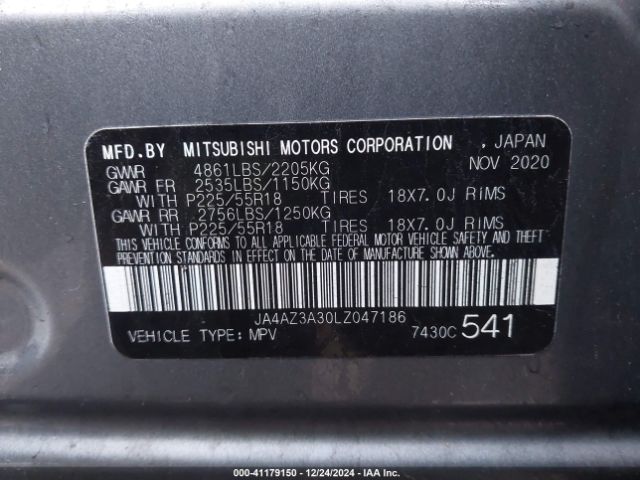 MFD.BY MITSUBISHI MOTORS CORPORATION , JAPAN
GVWR 4861LBS/2205KG NOV 2020
GAWR FR 2535LBS/1150KG
WITH P225/55R18 TIRES 18X7.0J RIMS
GAWR RR 2756LBS/1250KG
WITH P225/55R18 TIRES 18X7.0J RIMS
THIS VEHICLE CONFORMS TO ALL APPLICABLE FEDERAL MOTOR VEHICLE SAFETY AND THEFT
PREVENTION STANDARDS IN EFFECT ON THE DATE OF MANUFACTURE SHOWN ABOVE.
JA4AZ3A30LZ047186
VEHICLE TYPE:MPV 7430C 541
000-41179150 - 12/24/2024 - IAAI.CA